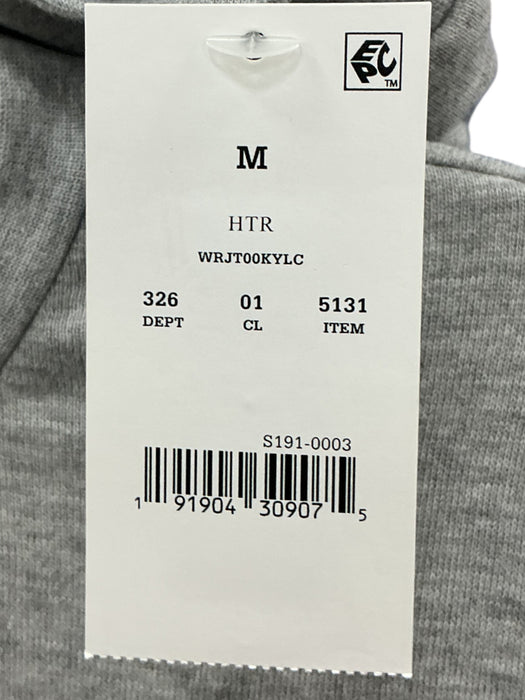 EPC
TM
M
HTR
WRJT00KYLC
326 01 5131
DEPT CL ITEM
S191-0003
1 91904 30907 5